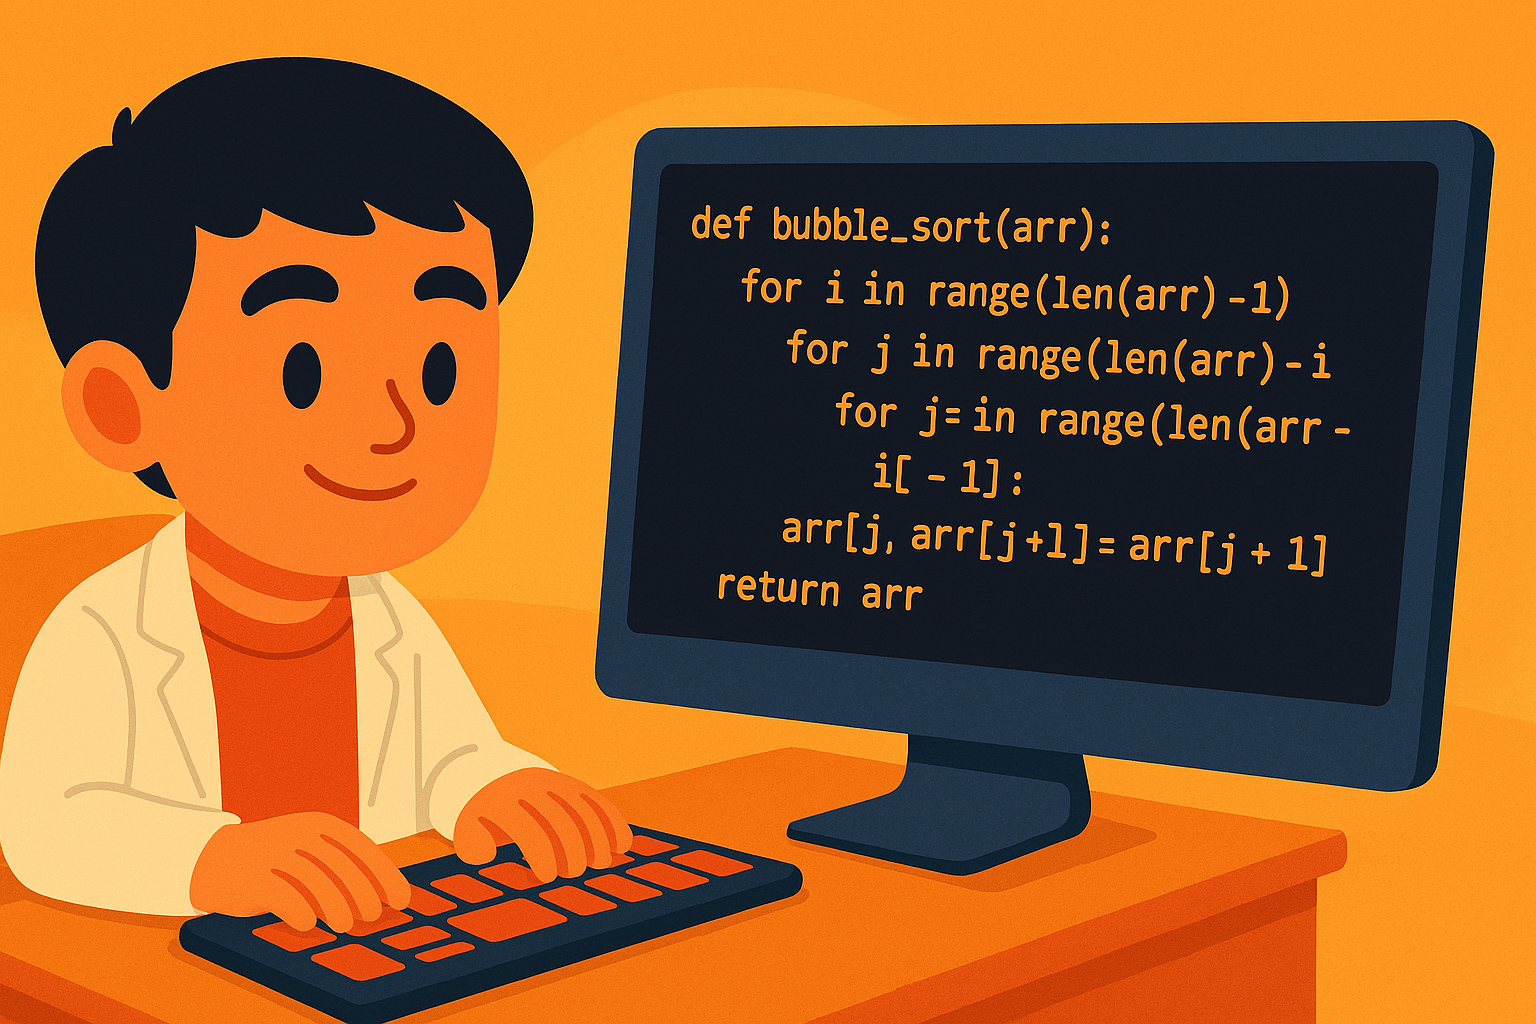 def bubble_sort(arr):
for i in range(len(arr)-1)
for j in range(len(arr)-i
for j=in range(len(arr-
i[-1]:
arr[j, arr[j+1]=arr[j+1]
return arr